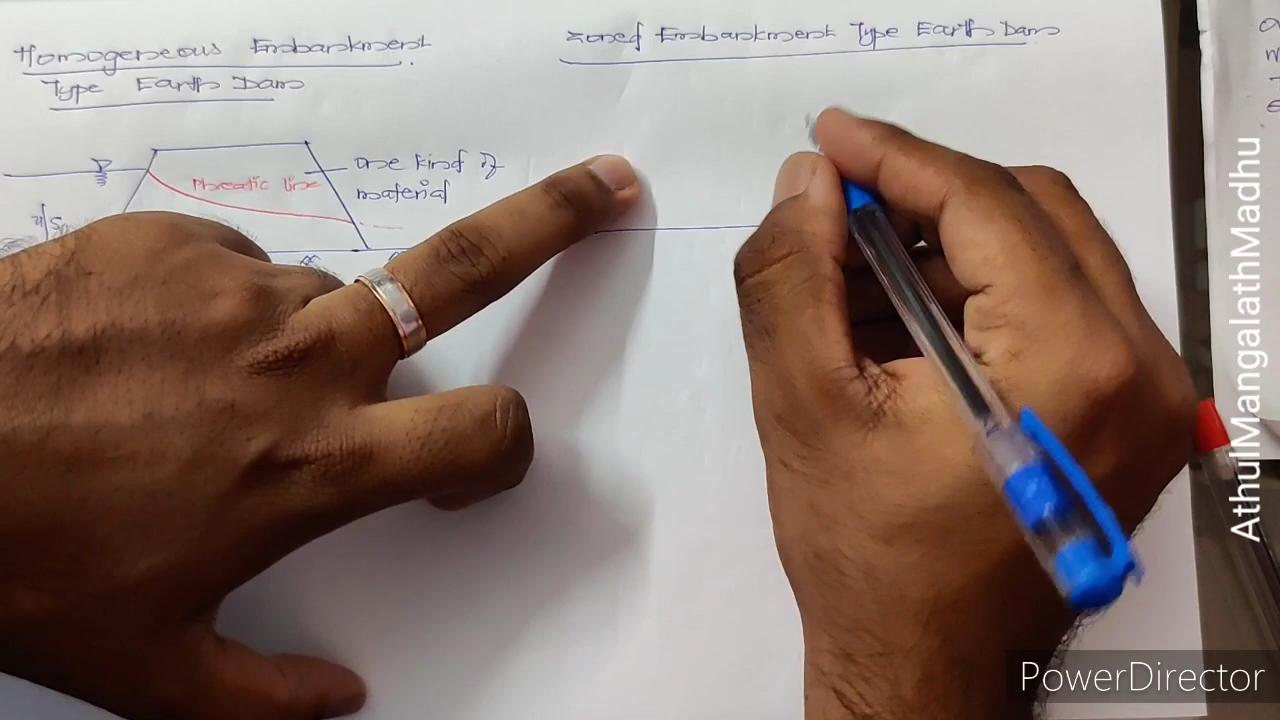 Homogeneous Embankment
Type Earth Dam
Phreatic line
one kind of
material
u/s
Zoned Embankment Type Earth Dam
AthulMangalathMadhu
PowerDirector